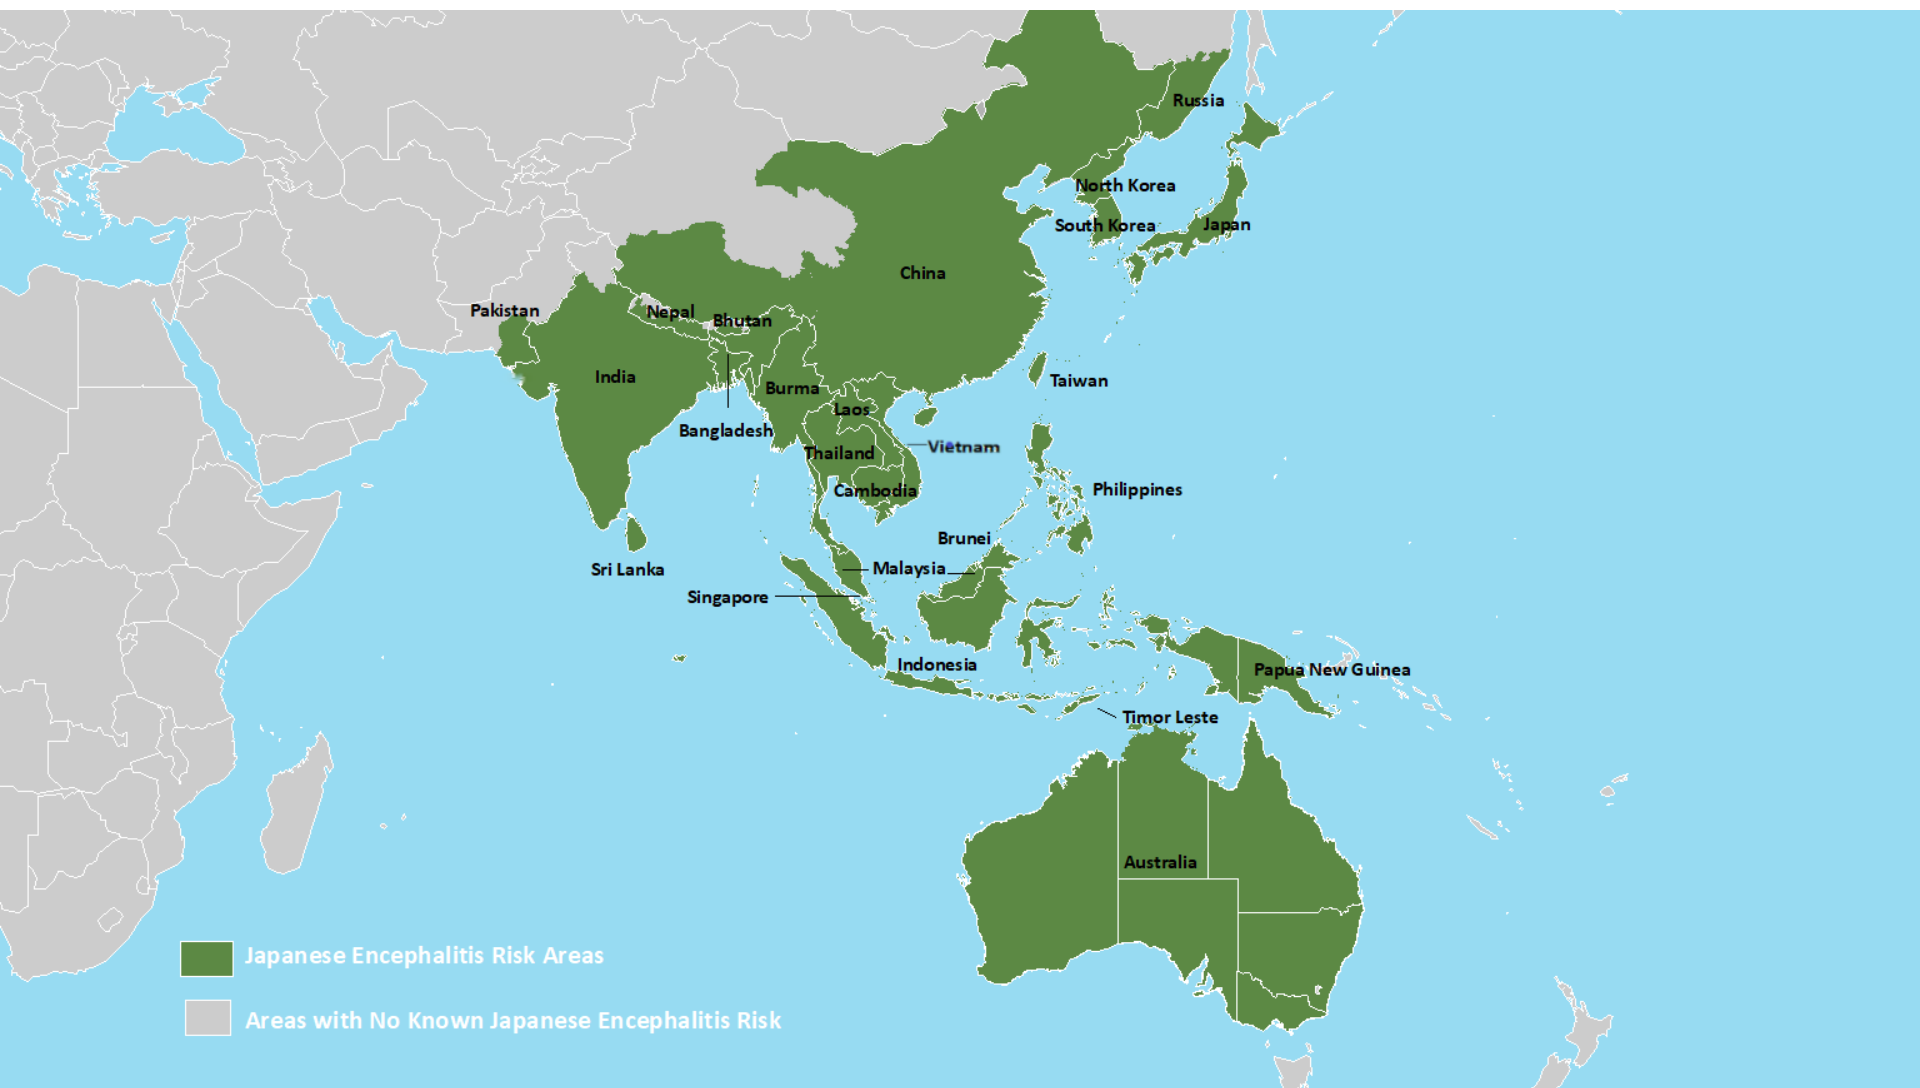 Russia
North Korea
South Korea
Japan
China
Pakistan
Nepal
Bhutan
India
Taiwan
Burma
Laos
Bangladesh
Vietnam
Thailand
Cambodia
Philippines
Brunei
Sri Lanka
Malaysia
Singapore
Indonesia
Papua New Guinea
Timor Leste
Australia
Japanese Encephalitis Risk Areas
Areas with No Known Japanese Encephalitis Risk